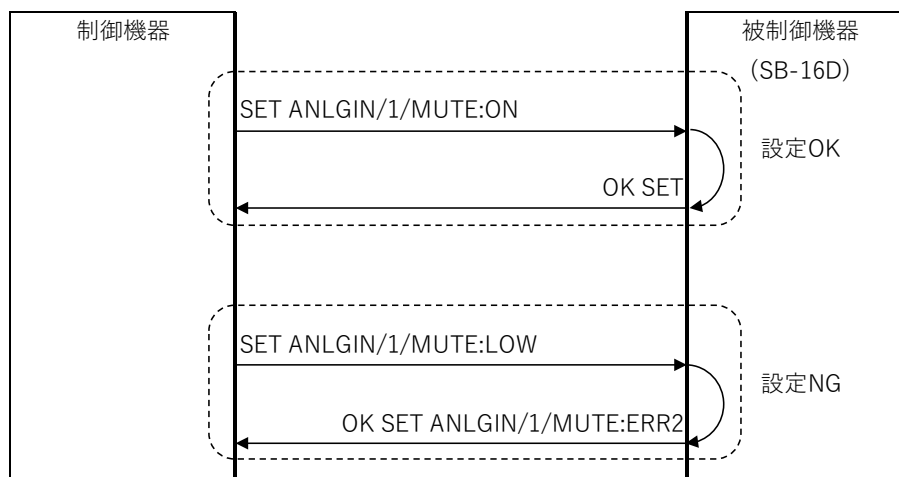 制御機器
被制御機器
（SB-16D）
SET ANLGIN/1/MUTE:ON
設定OK
OK SET
SET ANLGIN/1/MUTE:LOW
設定NG
OK SET ANLGIN/1/MUTE:ERR2